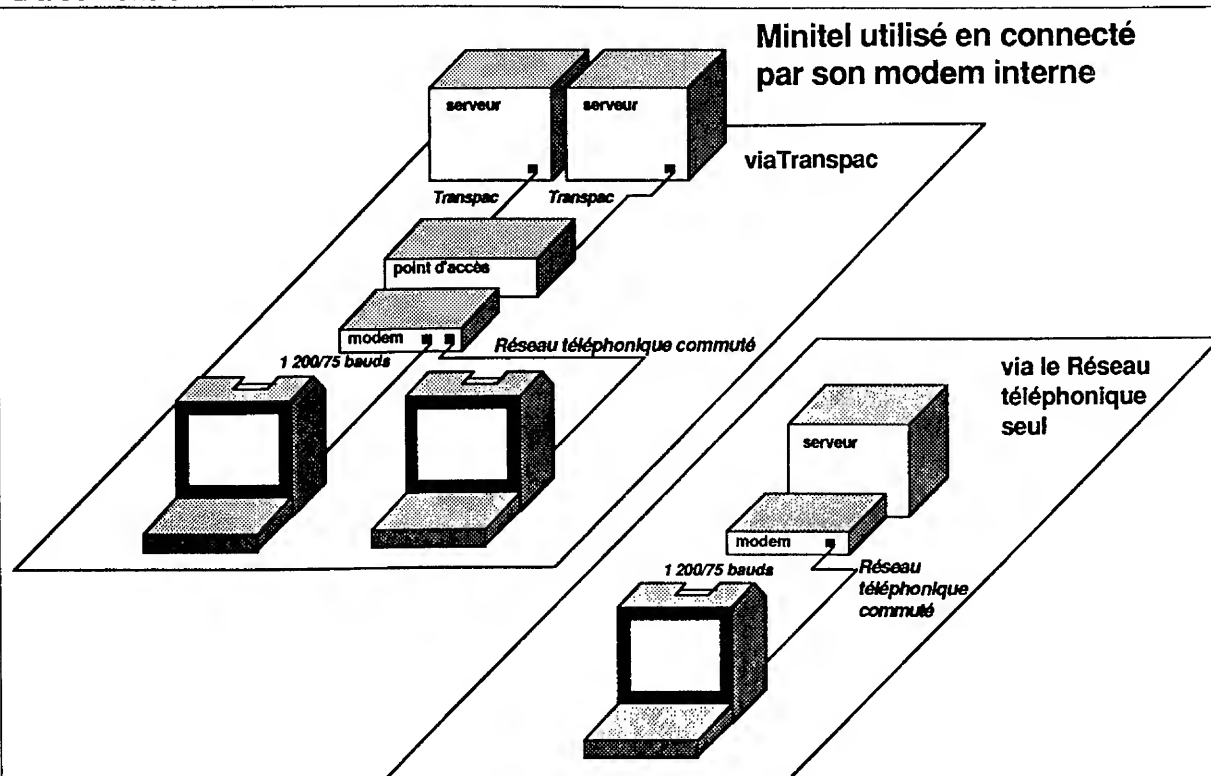 Minitel utilisé en connecté
par son modem interne
serveur
serveur
viaTranspac
Transpac
Transpac
point d'accès
modem
Réseau téléphonique commuté
1 200/75 bauds
via le Réseau
téléphonique
seul
serveur
modem
1 200/75 bauds
Réseau
téléphonique
commuté